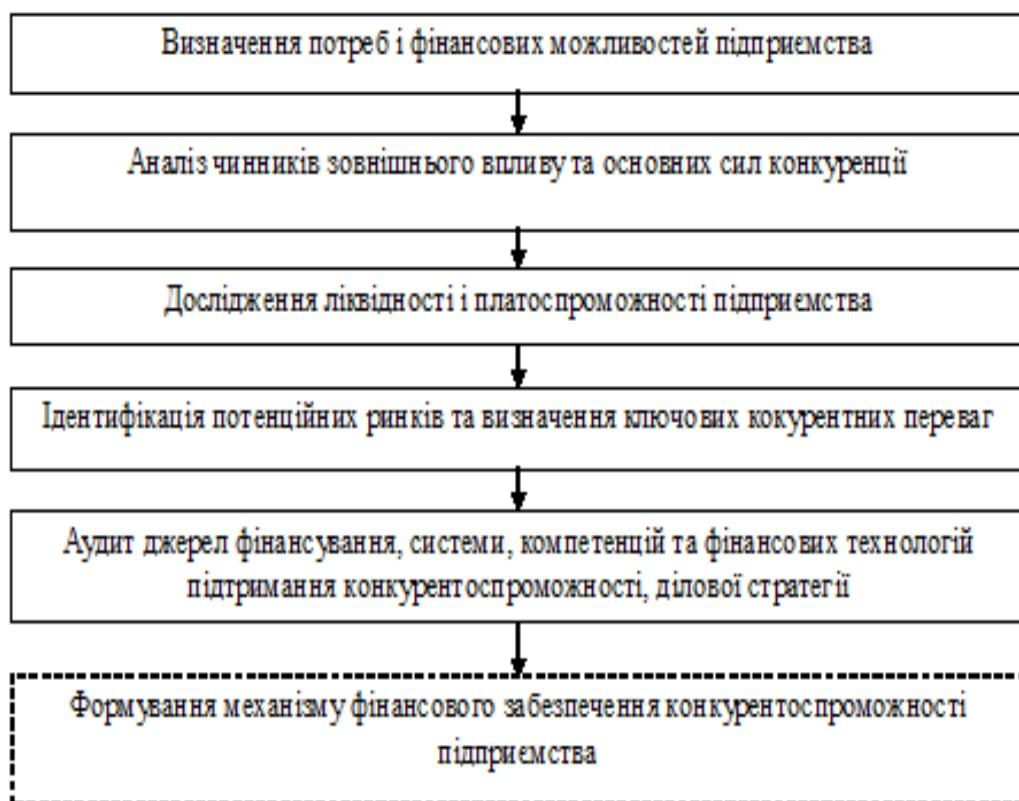 Визначення потреб і фінансових можливостей підприємства
Аналіз чинників зовнішнього впливу та основних сил конкуренції
Дослідження ліквідності і платоспроможності підприємства
Ідентифікація потенційних ринків та визначення ключових кокурентних переваг
Аудит джерел фінансування, системи, компетенцій та фінансових технологій
підтримання конкурентоспроможності, ділової стратегії
Формування механізму фінансового забезпечення конкурентоспроможності
підприємства